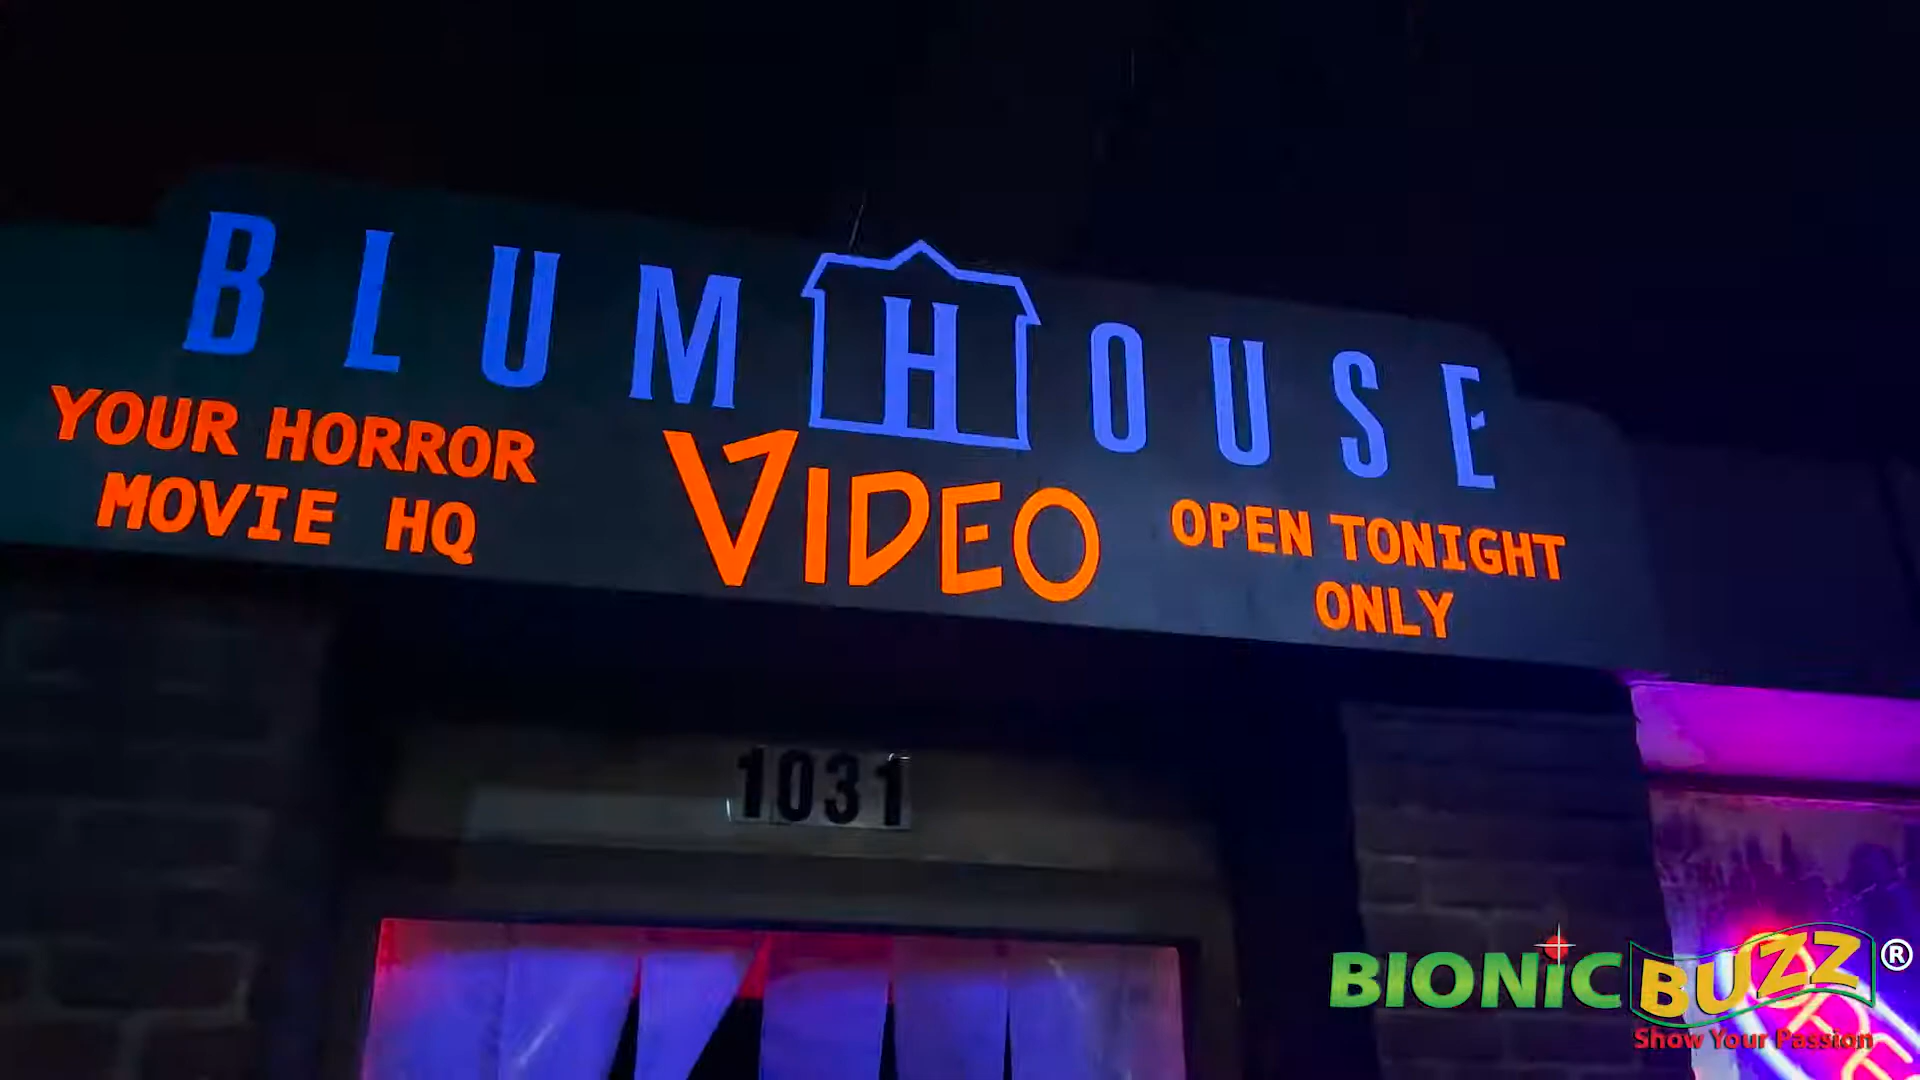 BLUMHOUSE
YOUR HORROR
MOVIE HQ
VIDEO
OPEN TONIGHT
ONLY
1031
BIONiC BUZZ®
Show Your Passion